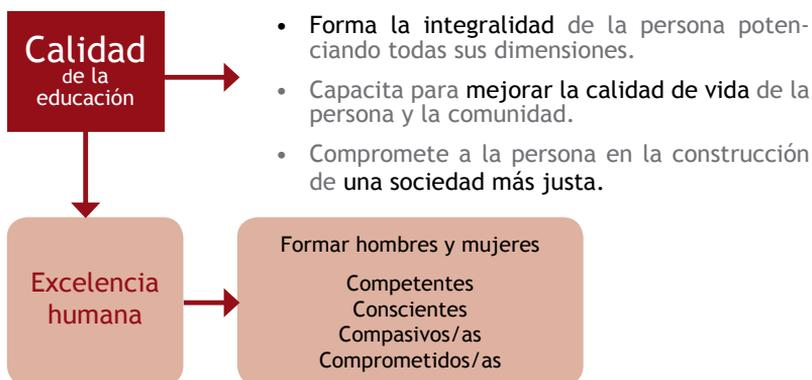 Calidad
de la
educación
• Forma la integralidad de la persona poten-
ciando todas sus dimensiones.
• Capacita para mejorar la calidad de vida de la
persona y la comunidad.
• Compromete a la persona en la construcción
de una sociedad más justa.
Excelencia
humana
Formar hombres y mujeres
Competentes
Conscientes
Compasivos/as
Comprometidos/as